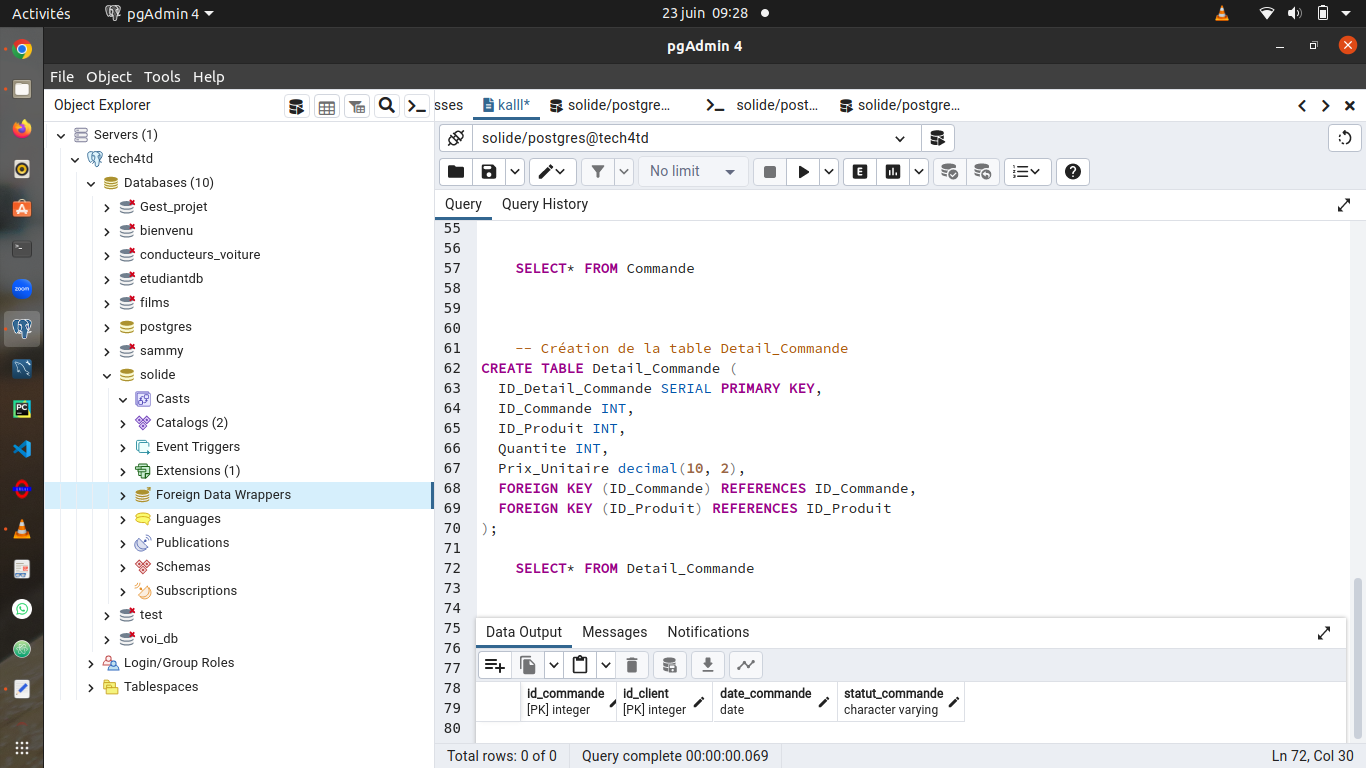 Activités
pgAdmin 4
23 juin 09:28
pgAdmin 4
File Object Tools Help
Object Explorer
sses
kalll*
solide/postgre...
solide/post...
solide/postgre...
Servers (1)
tech4td
Databases (10)
Gest_projet
bienvenu
conducteurs_voiture
etudiantdb
films
postgres
sammy
solide
Casts
Catalogs (2)
Event Triggers
Extensions (1)
Foreign Data Wrappers
Languages
Publications
Schemas
Subscriptions
test
voi_db
Login/Group Roles
Tablespaces
solide/postgres@tech4td
No limit
E
Query
Query History
55
56
57 SELECT* FROM Commande
58
59
60
61 -- Création de la table Detail_Commande
62 CREATE TABLE Detail_Commande (
63 ID_Detail_Commande SERIAL PRIMARY KEY,
64 ID_Commande INT,
65 ID_Produit INT,
66 Quantite INT,
67 Prix_Unitaire decimal(10, 2),
68 FOREIGN KEY (ID_Commande) REFERENCES ID_Commande,
69 FOREIGN KEY (ID_Produit) REFERENCES ID_Produit
70 );
71
72 SELECT* FROM Detail_Commande
73
74
75
76
77
78
79
80
Data Output
Messages
Notifications
id_commande
[PK] integer
id_client
[PK] integer
date_commande
date
statut_commande
character varying
Total rows: 0 of 0
Query complete 00:00:00.069
Ln 72, Col 30
zoom
PC